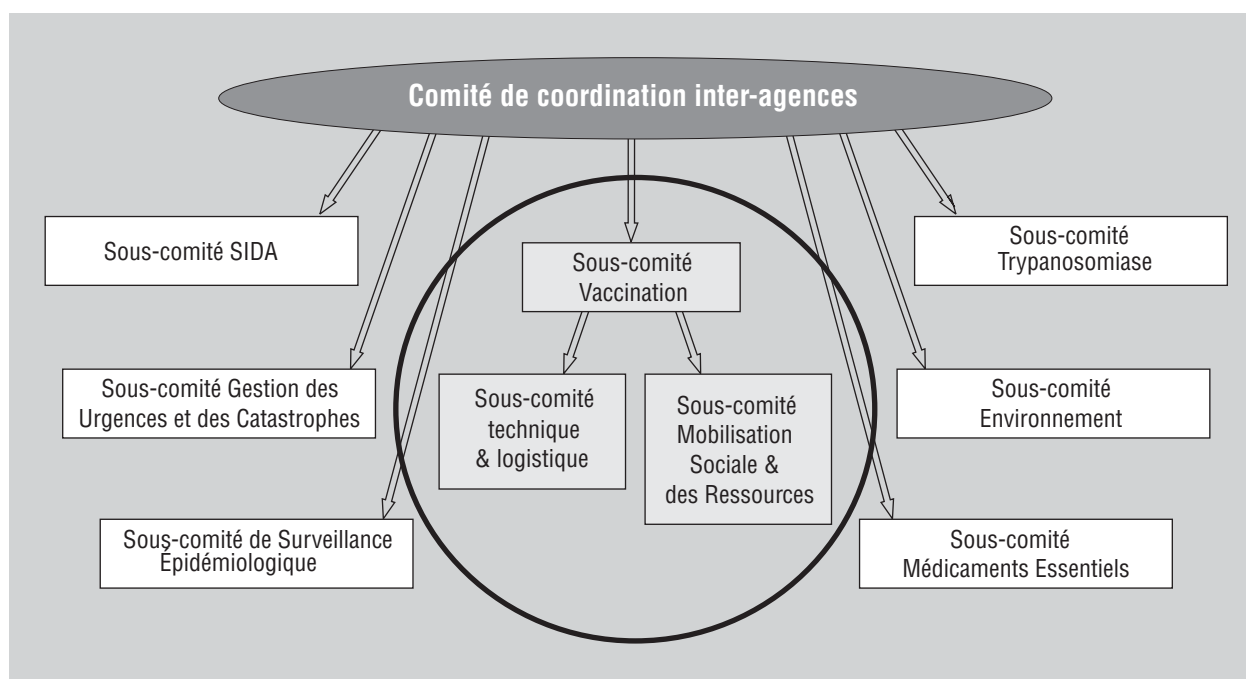 Comité de coordination inter-agences
Sous-comité SIDA
Sous-comité
Vaccination
Sous-comité
Trypanosomiase
Sous-comité Gestion des
Urgences et des Catastrophes
Sous-comité
technique
& logistique
Sous-comité
Mobilisation
Sociale &
des Ressources
Sous-comité
Environnement
Sous-comité de Surveillance
Épidémiologique
Sous-comité
Médicaments Essentiels